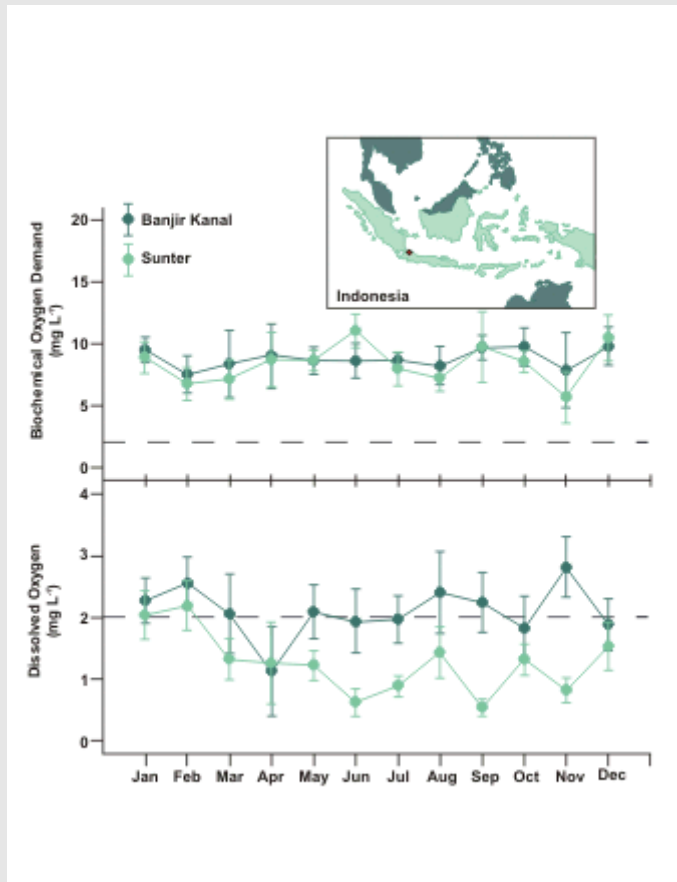 Indonesia
Banjir Kanal
Sunter
Biochemical Oxygen Demand
(mg L⁻¹)
20
15
10
5
0
Dissolved Oxygen
(mg L⁻¹)
4
3
2
1
0
Jan Feb Mar Apr May Jun Jul Aug Sep Oct Nov Dec